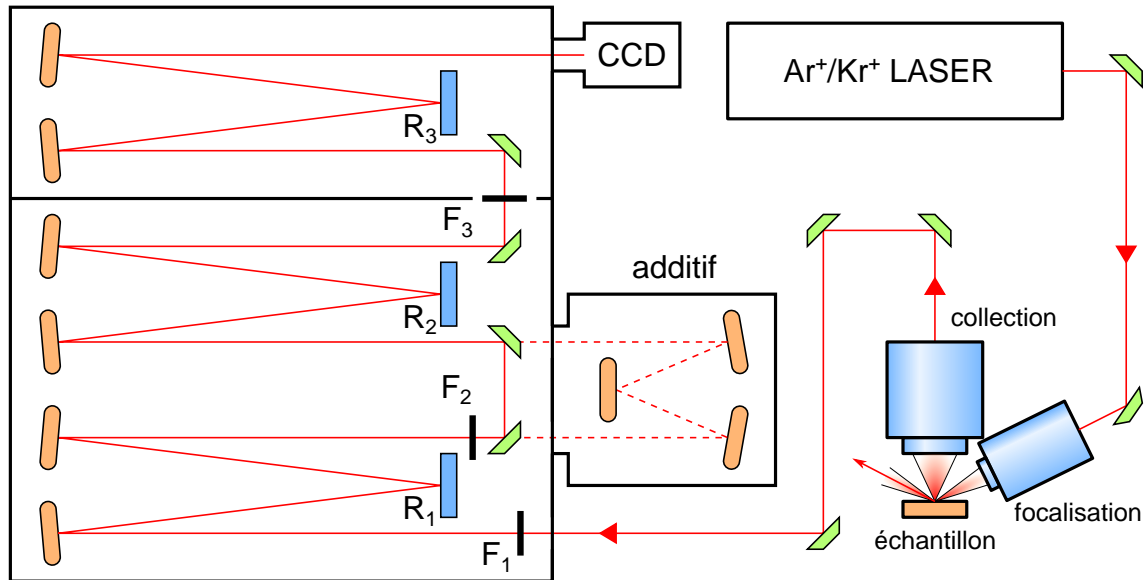 CCD
Ar⁺/Kr⁺ LASER
R₃
F₃
additif
R₂
collection
F₂
R₁
focalisation
F₁
échantillon